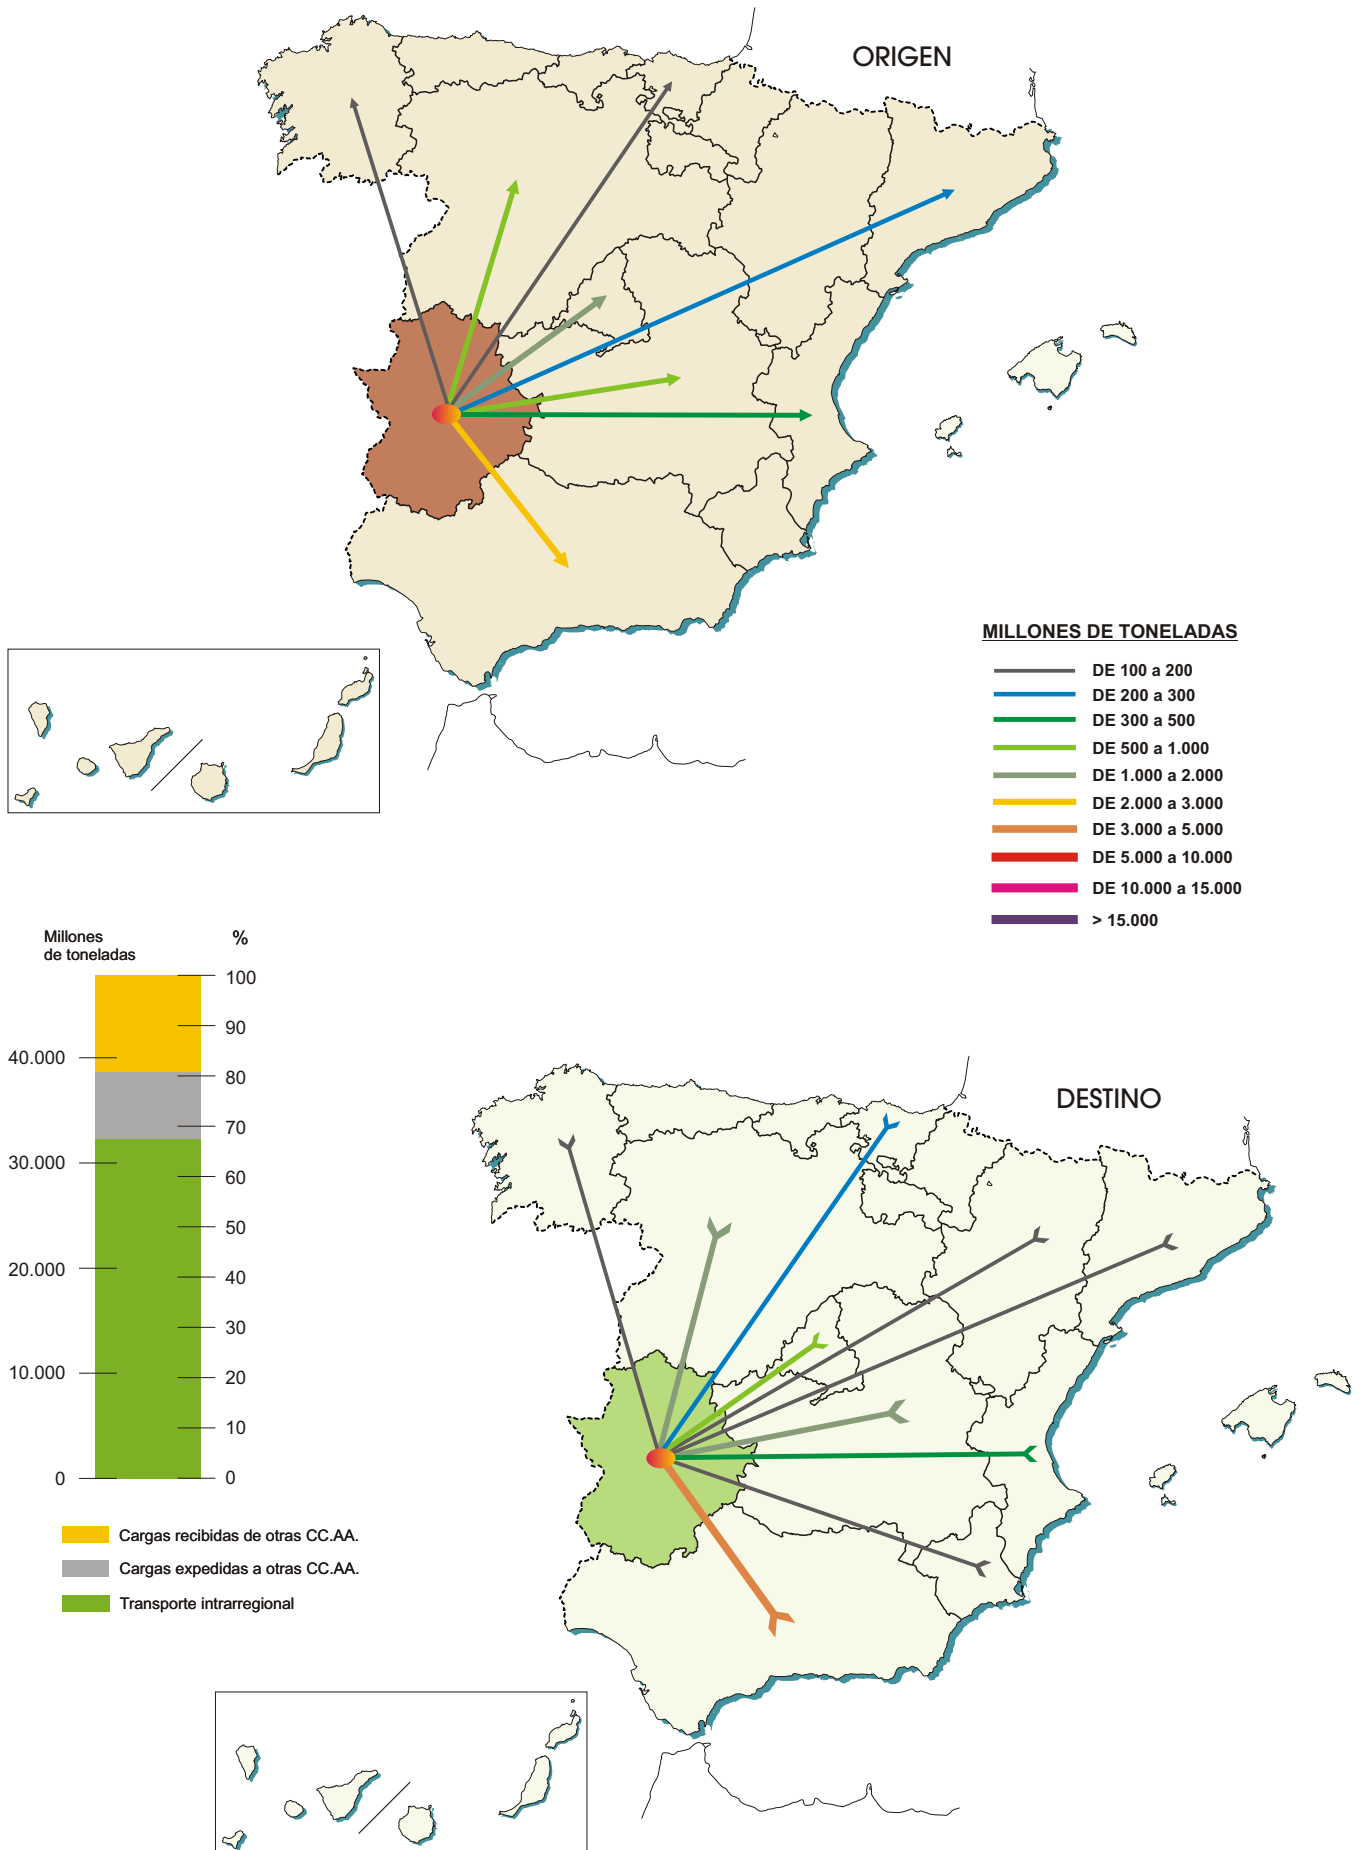 ORIGEN
MILLONES DE TONELADAS
DE 100 a 200
DE 200 a 300
DE 300 a 500
DE 500 a 1.000
DE 1.000 a 2.000
DE 2.000 a 3.000
DE 3.000 a 5.000
DE 5.000 a 10.000
DE 10.000 a 15.000
> 15.000
Millones
de toneladas
%
100
90
40.000
80
70
30.000
60
50
20.000
40
30
10.000
20
10
0
0
Cargas recibidas de otras CC.AA.
Cargas expedidas a otras CC.AA.
Transporte intrarregional
DESTINO